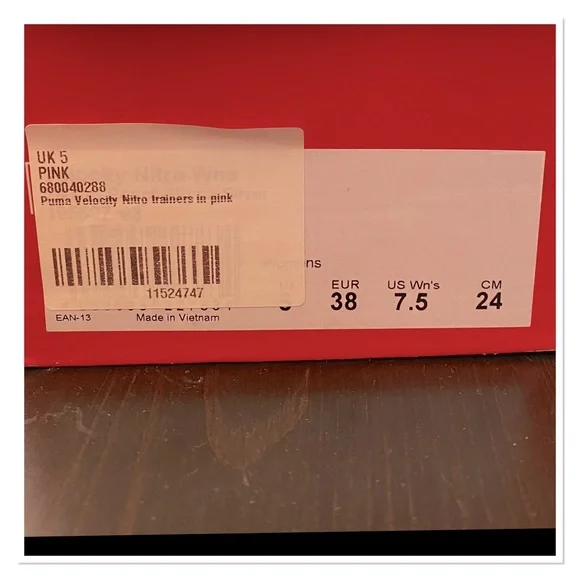 UK 5
PINK
680040288
Puma Velocity Nitro trainers in pink
11524747
EAN-13 Made in Vietnam
EUR US Wn's CM
38 7.5 24